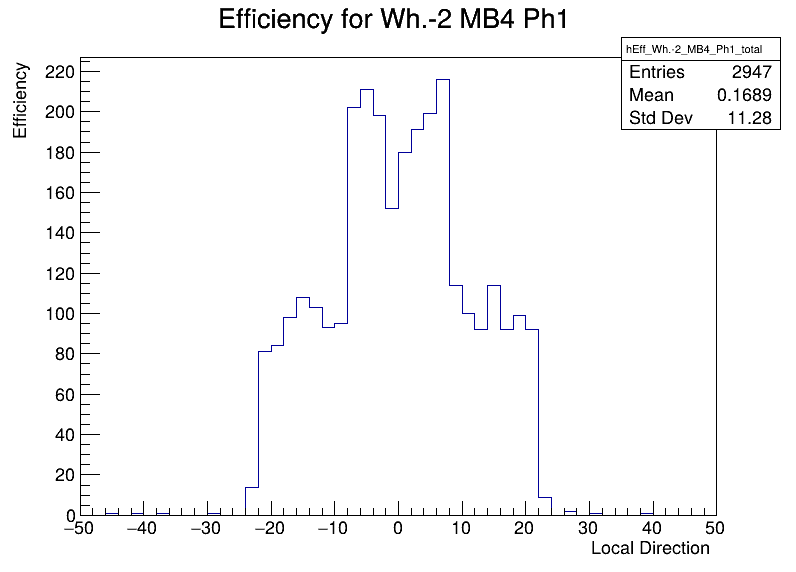 Efficiency for Wh.-2 MB4 Ph1
hEff_Wh.-2_MB4_Ph1_total
Entries 2947
Mean 0.1689
Std Dev 11.28
Efficiency
220
200
180
160
140
120
100
80
60
40
20
0
−50 −40 −30 −20 −10 0 10 20 30 40 50
Local Direction